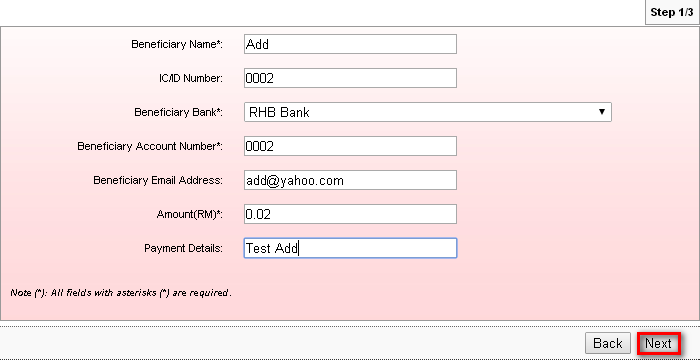 Step 1/3
Beneficiary Name*: Add
IC/ID Number: 0002
Beneficiary Bank*: RHB Bank
Beneficiary Account Number*: 0002
Beneficiary Email Address: add@yahoo.com
Amount(RM)*: 0.02
Payment Details: Test Add
Note (*): All fields with asterisks (*) are required.
Back Next